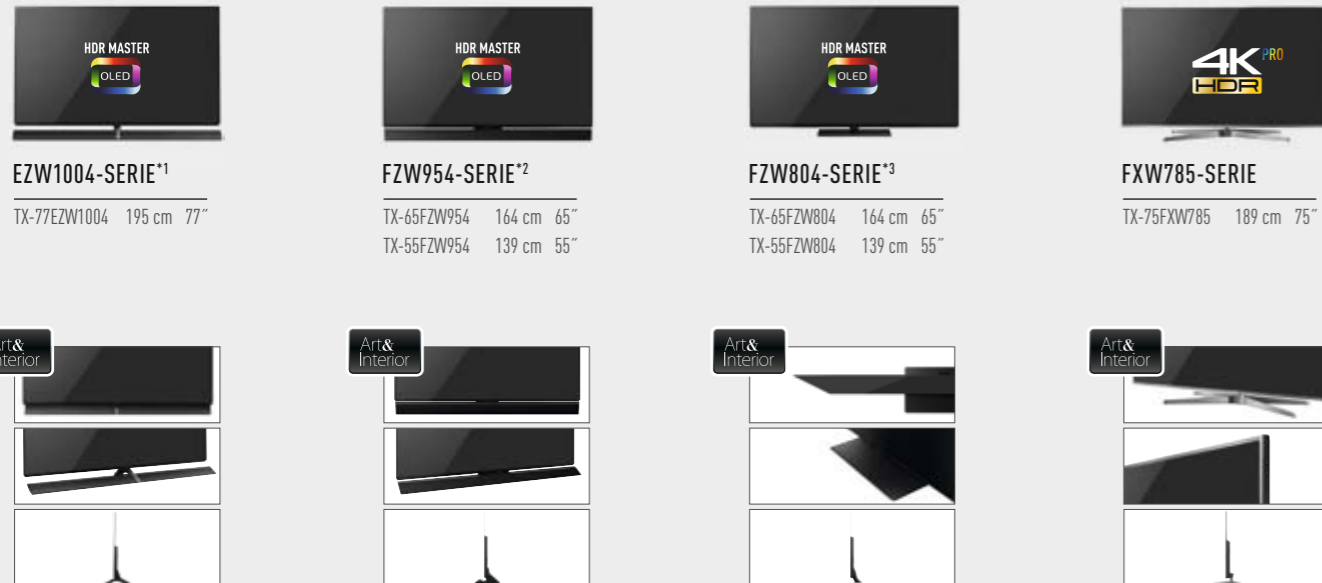 HDR MASTER
OLED
HDR MASTER
OLED
HDR MASTER
OLED
4K PRO
HDR
EZW1004-SERIE*1
TX-77EZW1004 195 cm 77″
FZW954-SERIE*2
TX-65FZW954 164 cm 65″
TX-55FZW954 139 cm 55″
FZW804-SERIE*3
TX-65FZW804 164 cm 65″
TX-55FZW804 139 cm 55″
FXW785-SERIE
TX-75FXW785 189 cm 75″
Art&
Interior
Art&
Interior
Art&
Interior
Art&
Interior